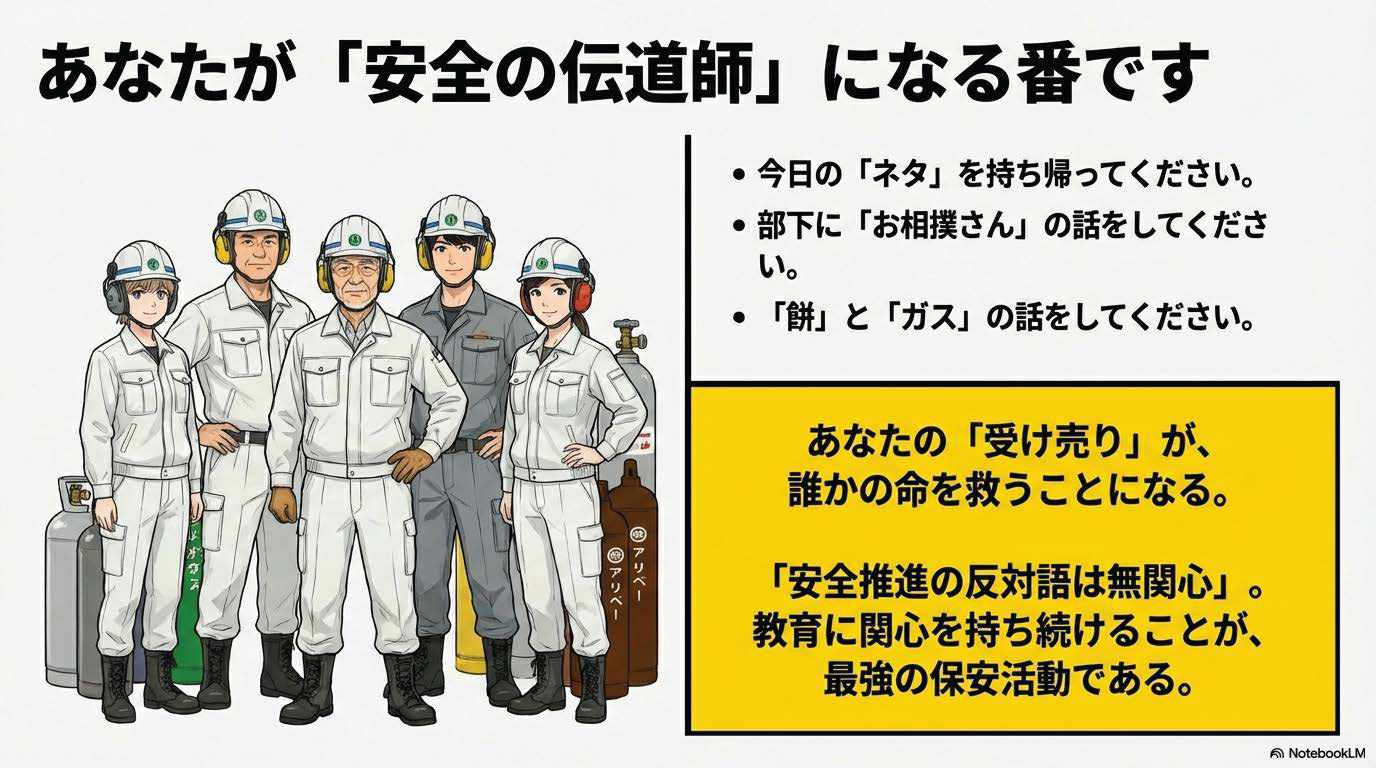 あなたが「安全の伝道師」になる番です
• 今日の「ネタ」を持ち帰ってください。
• 部下に「お相撲さん」の話をしてくださ
い。
• 「餅」と「ガス」の話をしてください。
あなたの「受け売り」が、
誰かの命を救うことになる。
「安全推進の反対語は無関心」。
教育に関心を持ち続けることが、
最強の保安活動である。
アリベー
アリベー
NotebookLM